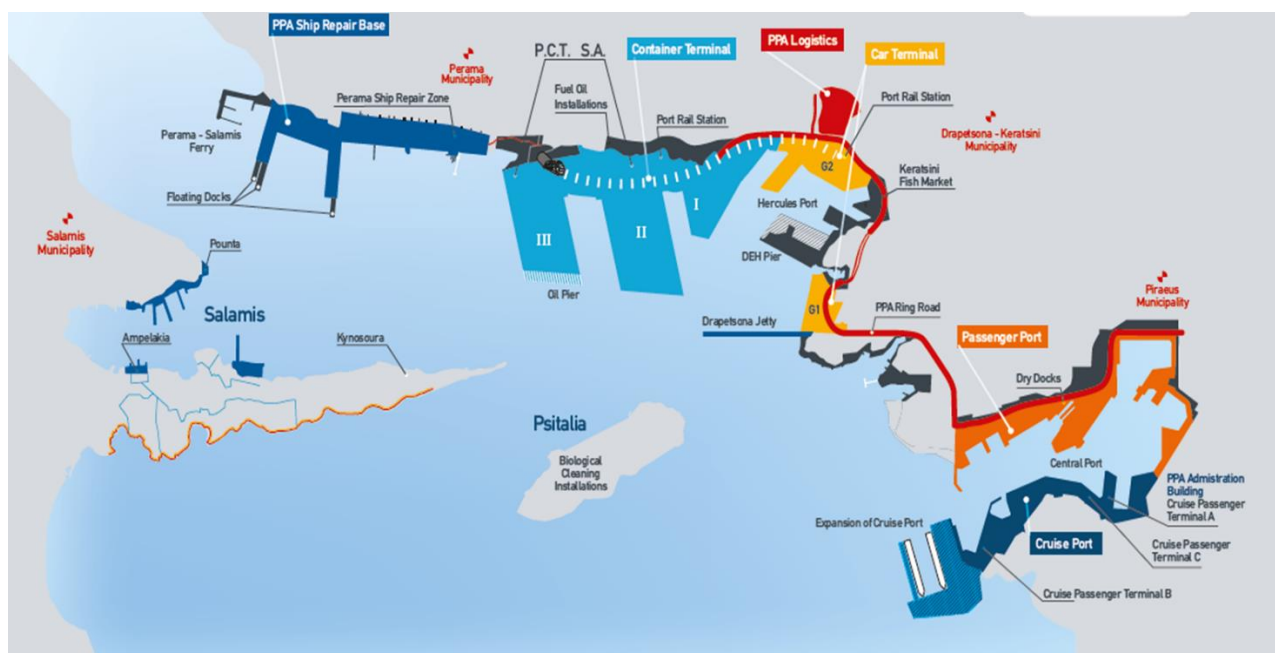 PPA Ship Repair Base
P.C.T. S.A.
Container Terminal
PPA Logistics
Car Terminal
Perama
Municipality
Fuel Oil
Installations
Perama Ship Repair Zone
Port Rail Station
Port Rail Station
Drapetsona - Keratsini
Municipality
Perama - Salamis
Ferry
Keratsini
Fish Market
G2
Floating Docks
Hercules Port
I
II
III
Salamis
Municipality
Pounta
DEH Pier
Oil Pier
Piraeus
Municipality
G1
PPA Ring Road
Salamis
Drapetsona Jetty
Passenger Port
Ampelakia
Kynosoura
Dry Docks
Psitalia
Biological
Cleaning
Installations
Central Port
PPA Admistration
Building
Cruise Passenger
Terminal A
Expansion of Cruise Port
Cruise Port
Cruise Passenger
Terminal C
Cruise Passenger Terminal B